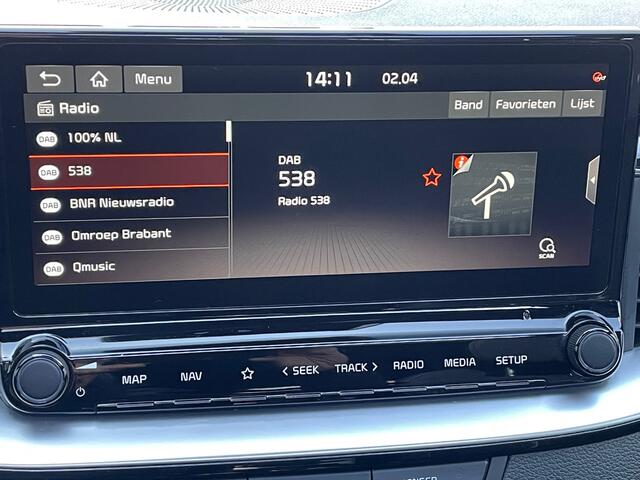 Menu 14:11 02.04
Radio Band Favorieten Lijst
DAB 100% NL
DAB 538
DAB BNR Nieuwsradio
DAB Omroep Brabant
DAB Qmusic
DAB
538
Radio 538
SCAN
MAP NAV < SEEK TRACK > RADIO MEDIA SETUP